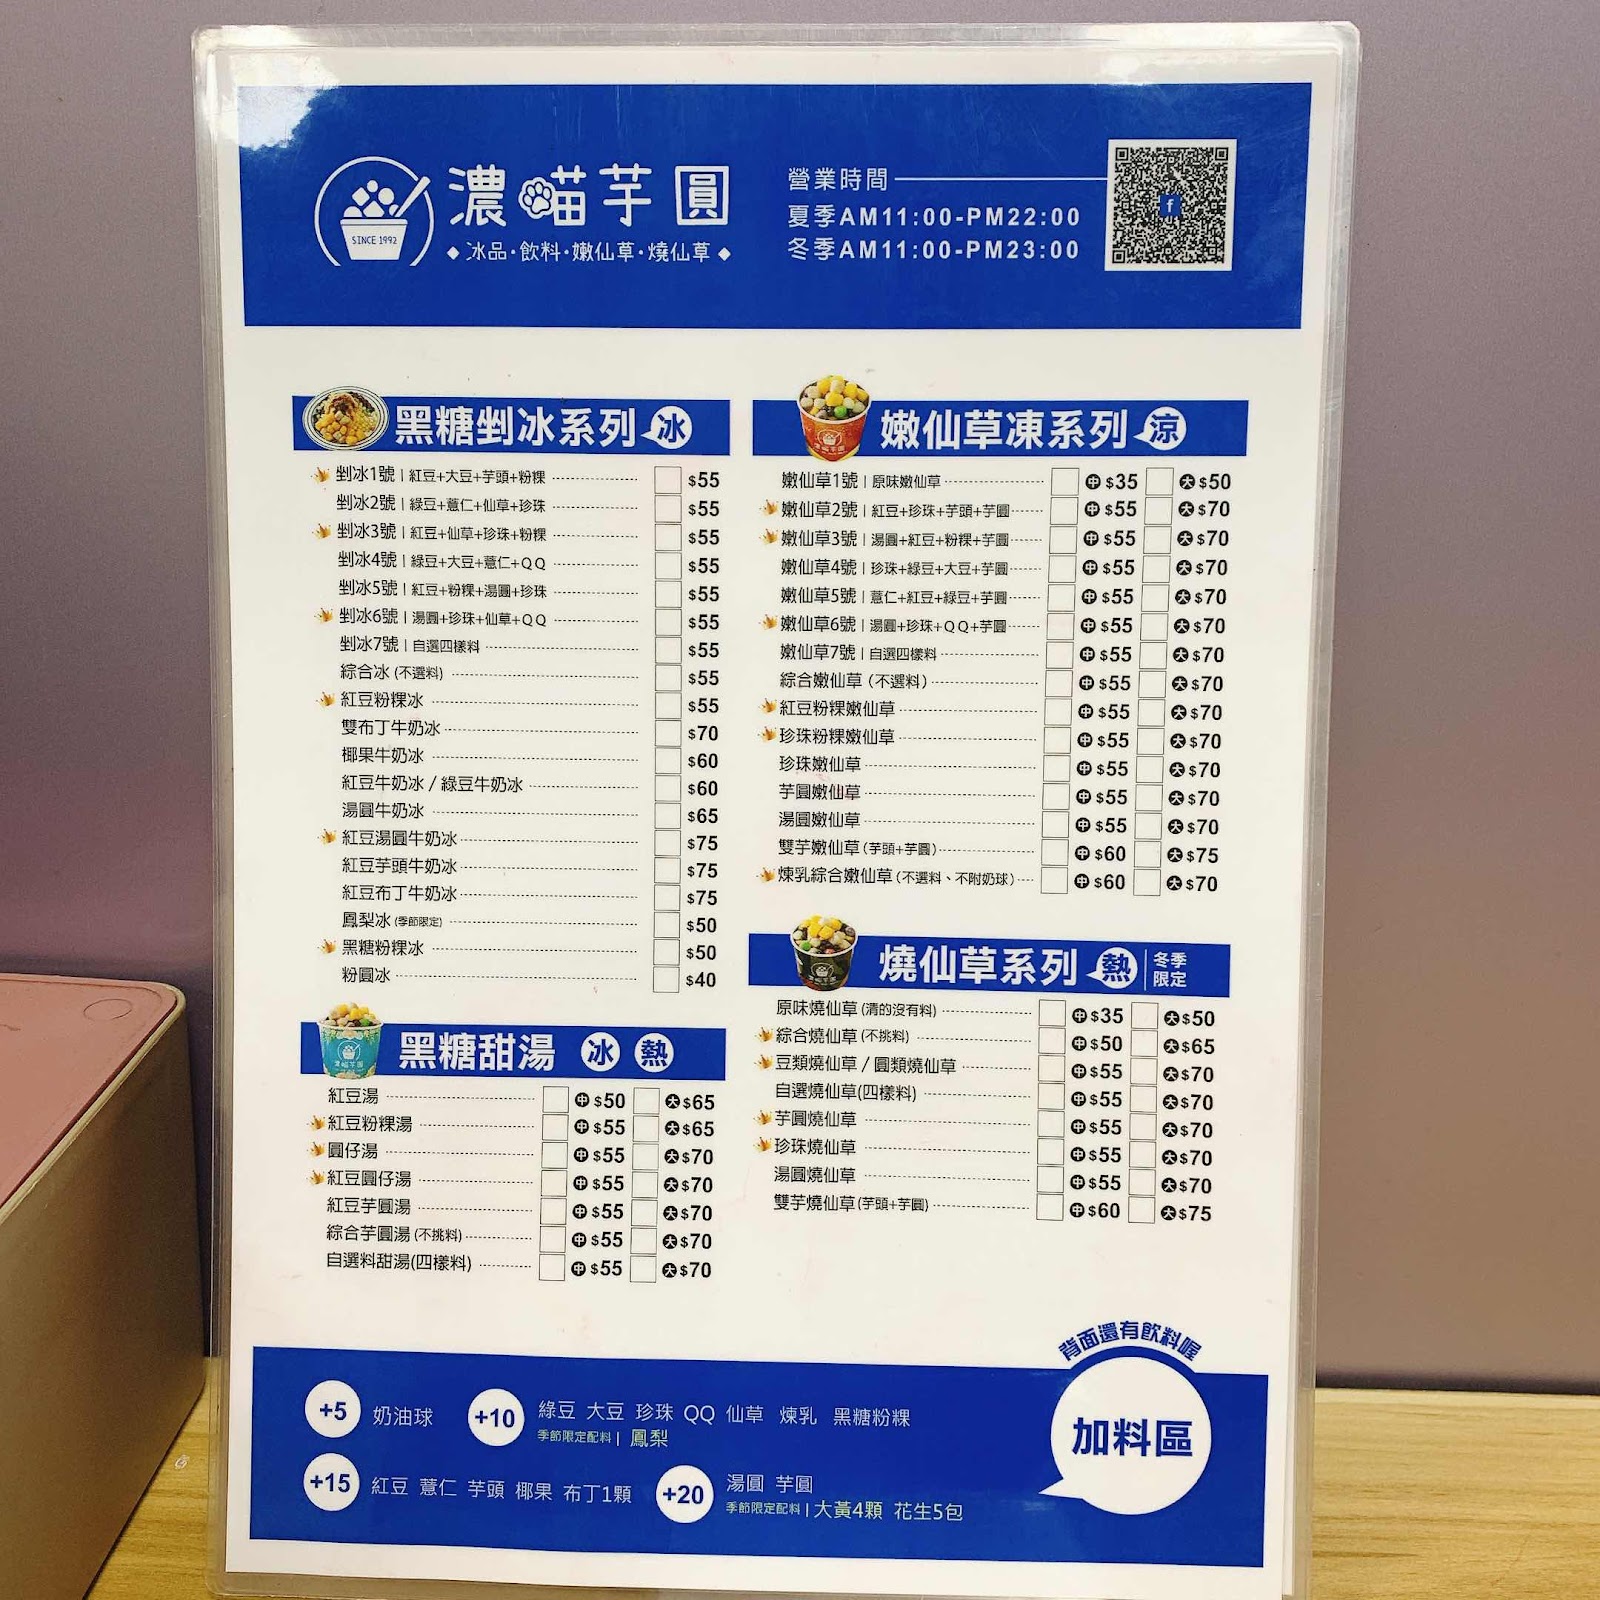 濃喵芋圓
SINCE 1992
◆冰品·飲料·嫩仙草·燒仙草◆
營業時間
夏季AM11:00-PM22:00
冬季AM11:00-PM23:00
黑糖剉冰系列 冰
剉冰1號 | 紅豆+大豆+芋頭+粉粿 $55
剉冰2號 | 綠豆+薏仁+仙草+珍珠 $55
剉冰3號 | 紅豆+仙草+珍珠+粉粿 $55
剉冰4號 | 綠豆+大豆+薏仁+QQ $55
剉冰5號 | 紅豆+粉粿+湯圓+珍珠 $55
剉冰6號 | 湯圓+珍珠+仙草+QQ $55
剉冰7號 | 自選四樣料 $55
綜合冰 (不選料) $55
紅豆粉粿冰 $55
雙布丁牛奶冰 $70
椰果牛奶冰 $60
紅豆牛奶冰 / 綠豆牛奶冰 $60
湯圓牛奶冰 $65
紅豆湯圓牛奶冰 $75
紅豆芋頭牛奶冰 $75
紅豆布丁牛奶冰 $75
鳳梨冰 (季節限定) $50
黑糖粉粿冰 $50
粉圓冰 $40
黑糖甜湯 冰 熱
紅豆湯 中 $50 大 $65
紅豆粉粿湯 中 $55 大 $65
圓仔湯 中 $55 大 $70
紅豆圓仔湯 中 $55 大 $70
紅豆芋圓湯 中 $55 大 $70
綜合芋圓湯 (不挑料) 中 $55 大 $70
自選料甜湯(四樣料) 中 $55 大 $70
嫩仙草凍系列 涼
嫩仙草1號 | 原味嫩仙草 中 $35 大 $50
嫩仙草2號 | 紅豆+珍珠+芋頭+芋圓 中 $55 大 $70
嫩仙草3號 | 湯圓+紅豆+粉粿+芋圓 中 $55 大 $70
嫩仙草4號 | 珍珠+綠豆+大豆+芋圓 中 $55 大 $70
嫩仙草5號 | 薏仁+紅豆+綠豆+芋圓 中 $55 大 $70
嫩仙草6號 | 湯圓+珍珠+QQ+芋圓 中 $55 大 $70
嫩仙草7號 | 自選四樣料 中 $55 大 $70
綜合嫩仙草 (不選料) 中 $55 大 $70
紅豆粉粿嫩仙草 中 $55 大 $70
珍珠粉粿嫩仙草 中 $55 大 $70
珍珠嫩仙草 中 $55 大 $70
芋圓嫩仙草 中 $55 大 $70
湯圓嫩仙草 中 $55 大 $70
雙芋嫩仙草 (芋頭+芋圓) 中 $60 大 $75
煉乳綜合嫩仙草 (不選料、不附奶球) 中 $60 大 $70
燒仙草系列 熱 冬季限定
原味燒仙草 (清的沒有料) 中 $35 大 $50
綜合燒仙草 (不挑料) 中 $50 大 $65
豆類燒仙草 / 圓類燒仙草 中 $55 大 $70
自選燒仙草(四樣料) 中 $55 大 $70
芋圓燒仙草 中 $55 大 $70
珍珠燒仙草 中 $55 大 $70
湯圓燒仙草 中 $55 大 $70
雙芋燒仙草 (芋頭+芋圓) 中 $60 大 $75
背面還有飲料喔
加料區
+5 奶油球
+10 綠豆 大豆 珍珠 QQ 仙草 煉乳 黑糖粉粿
季節限定配料 | 鳳梨
+15 紅豆 薏仁 芋頭 椰果 布丁1顆
+20 湯圓 芋圓
季節限定配料 | 大黃4顆 花生5包